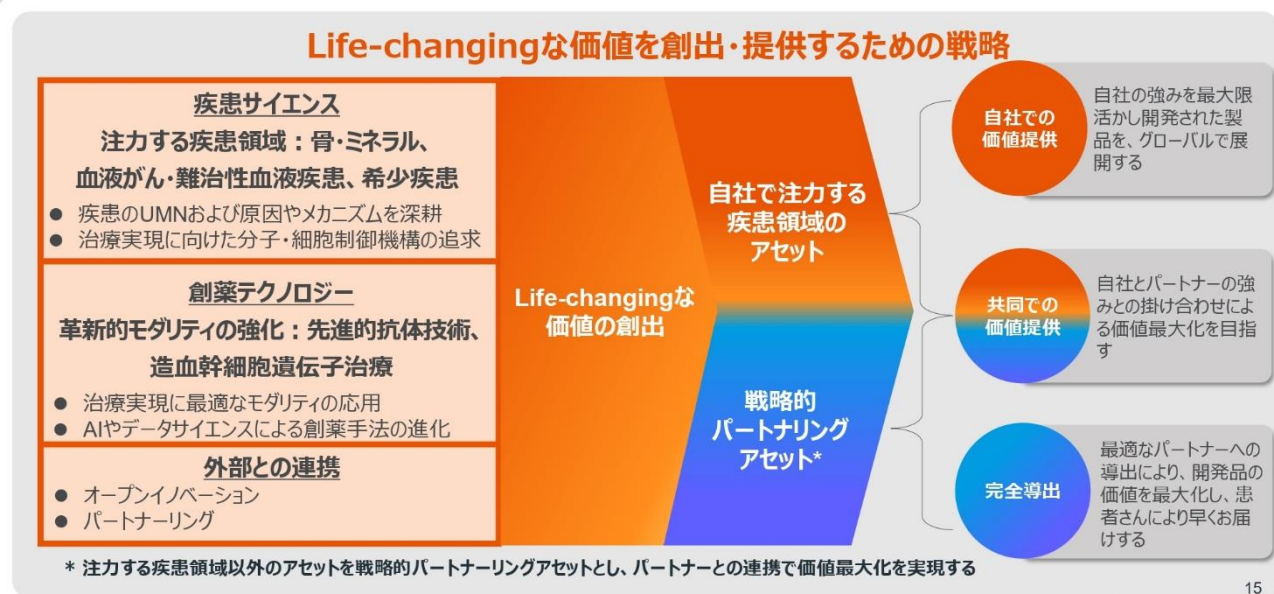 Life-changingな価値を創出・提供するための戦略
疾患サイエンス
注力する疾患領域：骨・ミネラル、
血液がん・難治性血液疾患、希少疾患
● 疾患のUMNおよび原因やメカニズムを深耕
● 治療実現に向けた分子・細胞制御機構の追求
創薬テクノロジー
革新的モダリティの強化：先進的抗体技術、
造血幹細胞遺伝子治療
● 治療実現に最適なモダリティの応用
● AIやデータサイエンスによる創薬手法の進化
外部との連携
● オープンイノベーション
● パートナーリング
Life-changingな
価値の創出
自社で注力する
疾患領域の
アセット
戦略的
パートナリング
アセット*
自社での
価値提供
自社の強みを最大限
活かし開発された製
品を、グローバルで展
開する
共同での
価値提供
自社とパートナーの強
みとの掛け合わせによ
る価値最大化を目指
す
完全導出
最適なパートナーへの
導出により、開発品の
価値を最大化し、患
者さんにより早くお届
けする
* 注力する疾患領域以外のアセットを戦略的パートナーリングアセットとし、パートナーとの連携で価値最大化を実現する
15